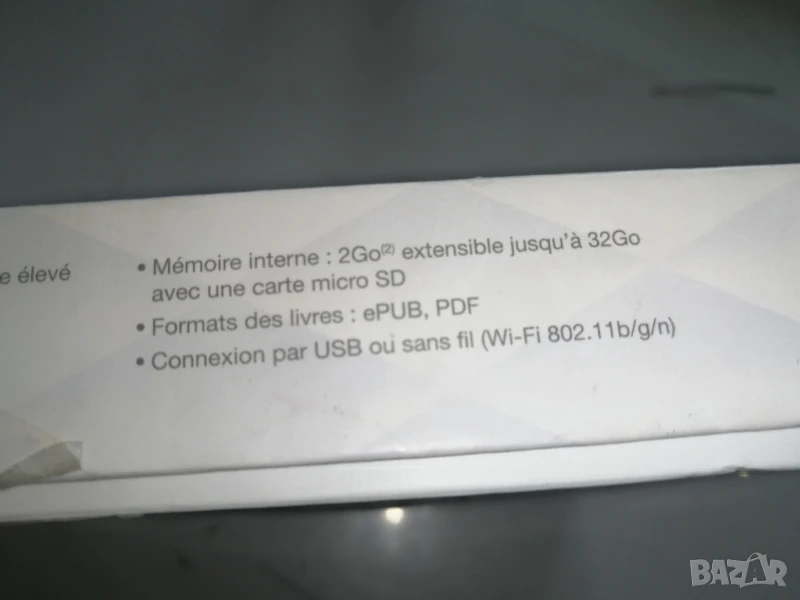 e élevé
• Mémoire interne : 2Go(2) extensible jusqu'à 32Go
avec une carte micro SD
• Formats des livres : ePUB, PDF
• Connexion par USB ou sans fil (Wi-Fi 802.11b/g/n)
BAZAR